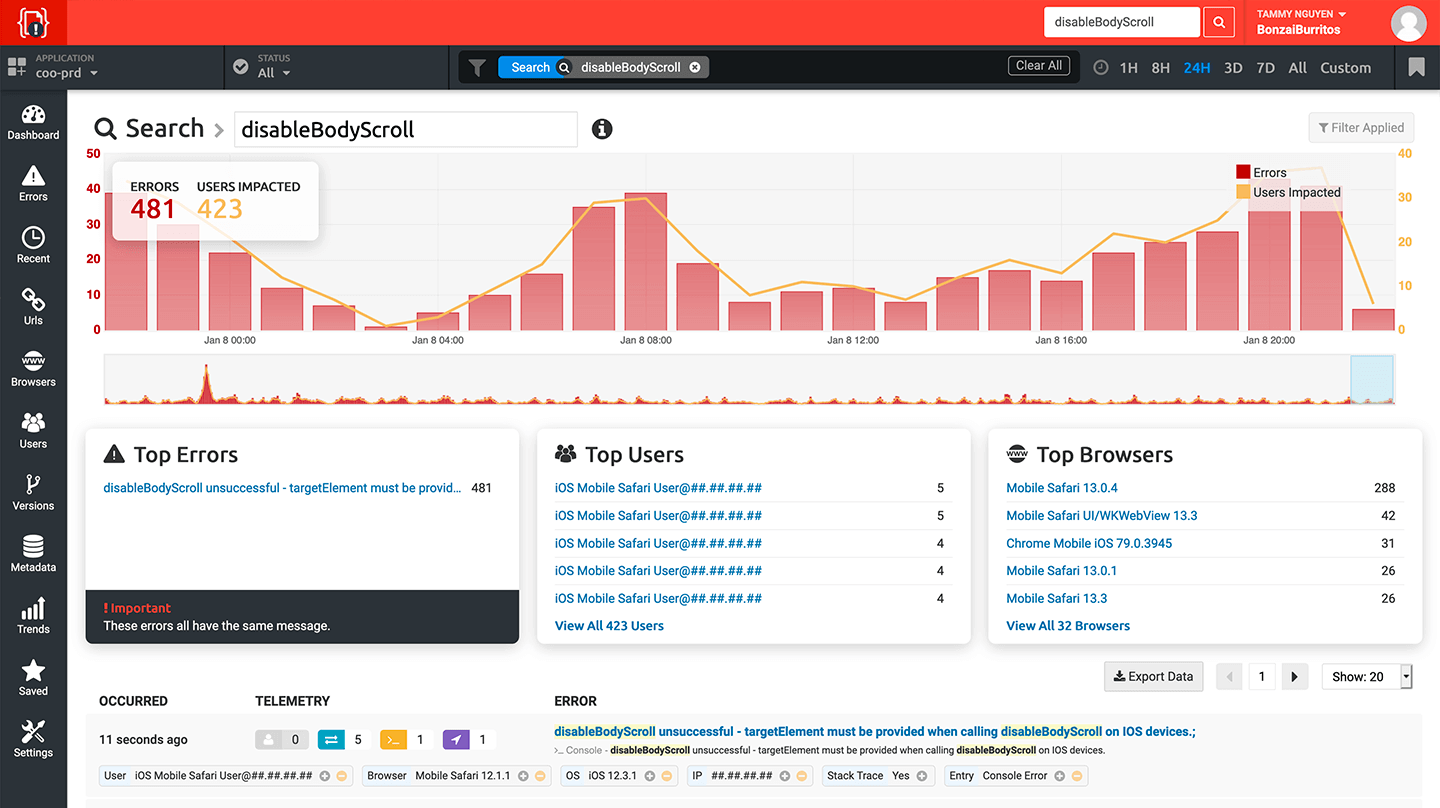 disableBodyScroll
TAMMY NGUYEN
BonzaiBurritos
APPLICATION
coo-prd
STATUS
All
Search disableBodyScroll
Clear All
1H 8H 24H 3D 7D All Custom
Dashboard
Errors
Recent
Urls
WWW
Browsers
Users
Versions
Metadata
Trends
Saved
Settings
Search
disableBodyScroll
Filter Applied
50
40
30
20
10
0
40
30
20
10
0
ERRORS USERS IMPACTED
481 423
Errors
Users Impacted
Jan 8 00:00
Jan 8 04:00
Jan 8 08:00
Jan 8 12:00
Jan 8 16:00
Jan 8 20:00
Top Errors
disableBodyScroll unsuccessful - targetElement must be provid... 481
! Important
These errors all have the same message.
Top Users
iOS Mobile Safari User@##.##.##.## 5
iOS Mobile Safari User@##.##.##.## 5
iOS Mobile Safari User@##.##.##.## 4
iOS Mobile Safari User@##.##.##.## 4
iOS Mobile Safari User@##.##.##.## 4
View All 423 Users
WWW
Top Browsers
Mobile Safari 13.0.4 288
Mobile Safari UI/WKWebView 13.3 42
Chrome Mobile iOS 79.0.3945 31
Mobile Safari 13.0.1 26
Mobile Safari 13.3 26
View All 32 Browsers
Export Data
1
Show: 20
OCCURRED TELEMETRY ERROR
11 seconds ago 0 5 1 1
disableBodyScroll unsuccessful - targetElement must be provided when calling disableBodyScroll on IOS devices.;
>_ Console - disableBodyScroll unsuccessful - targetElement must be provided when calling disableBodyScroll on IOS devices.
User iOS Mobile Safari User@##.##.##.## Browser Mobile Safari 12.1.1 OS iOS 12.3.1 IP ##.##.##.## Stack Trace Yes Entry Console Error